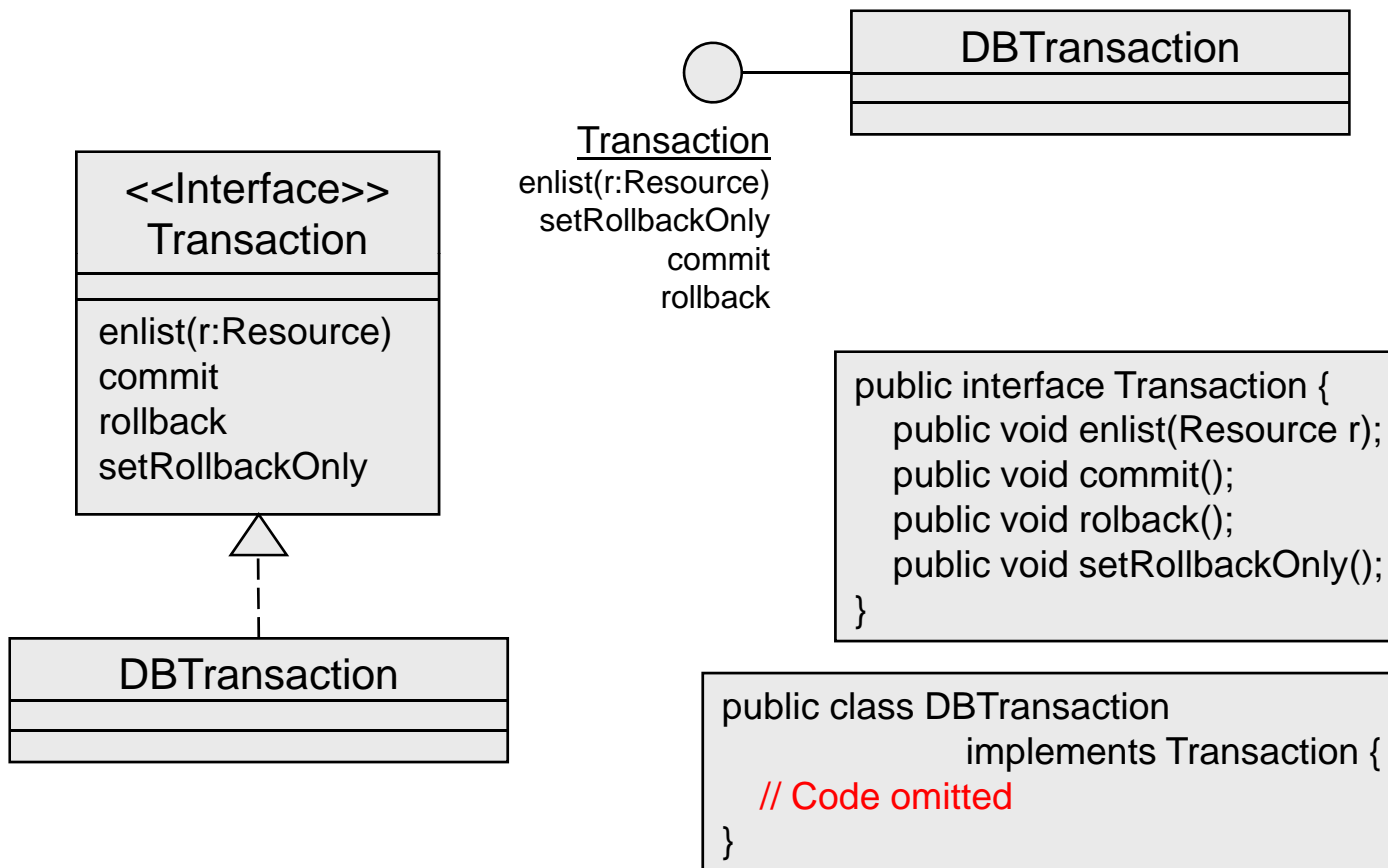 DBTransaction
Transaction
enlist(r:Resource)
setRollbackOnly
commit
rollback
<<Interface>>
Transaction
enlist(r:Resource)
commit
rollback
setRollbackOnly
DBTransaction
public interface Transaction {
public void enlist(Resource r);
public void commit();
public void rolback();
public void setRollbackOnly();
}
public class DBTransaction
implements Transaction {
// Code omitted
}